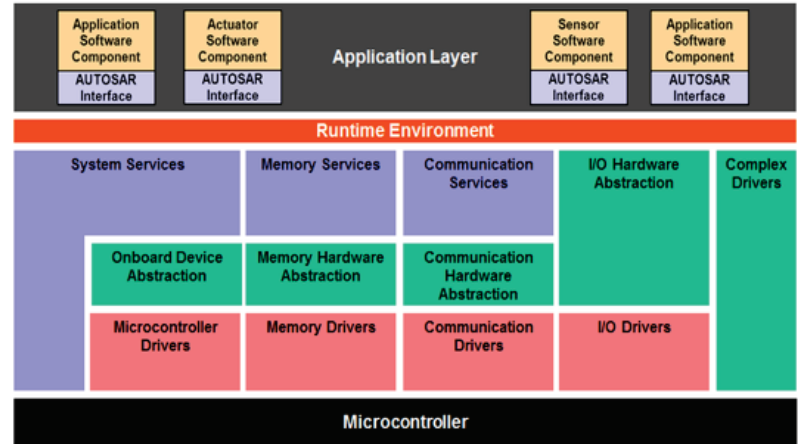 Application
Software
Component
AUTOSAR
Interface
Actuator
Software
Component
AUTOSAR
Interface
Application Layer
Sensor
Software
Component
AUTOSAR
Interface
Application
Software
Component
AUTOSAR
Interface
Runtime Environment
System Services
Memory Services
Communication
Services
I/O Hardware
Abstraction
Complex
Drivers
Onboard Device
Abstraction
Memory Hardware
Abstraction
Communication
Hardware
Abstraction
Microcontroller
Drivers
Memory Drivers
Communication
Drivers
I/O Drivers
Microcontroller